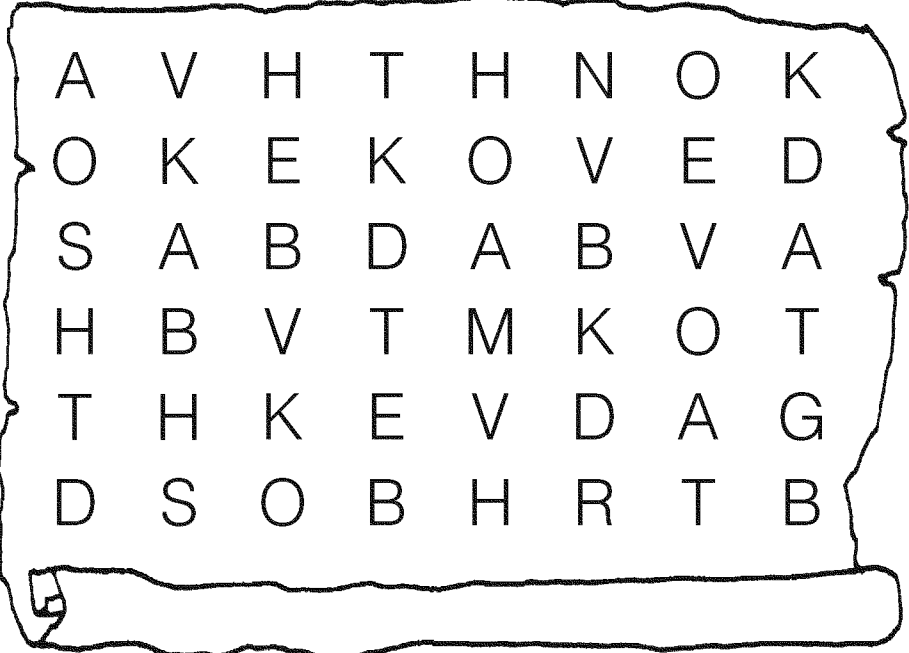 A V H T H N O K
O K E K O V E D
S A B D A B V A
H B V T M K O T
T H K E V D A G
D S O B H R T B